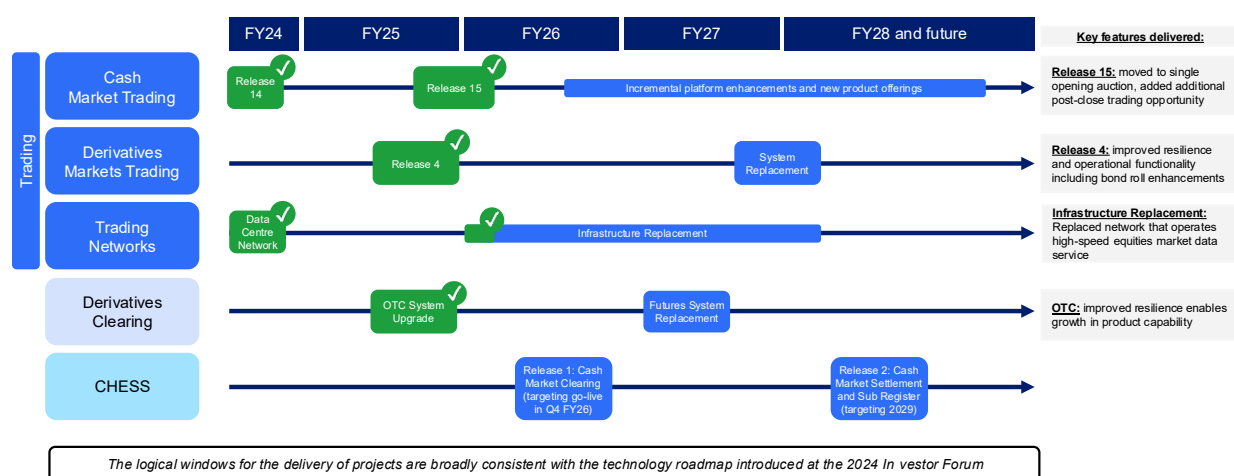 FY24
FY25
FY26
FY27
FY28 and future
Key features delivered:
Trading
Cash
Market Trading
Release
14
Release 15
Incremental platform enhancements and new product offerings
Release 15: moved to single
opening auction, added additional
post-close trading opportunity
Derivatives
Markets Trading
Release 4
System
Replacement
Release 4: improved resilience
and operational functionality
including bond roll enhancements
Trading
Networks
Data
Centre
Network
Infrastructure Replacement
Infrastructure Replacement:
Replaced network that operates
high-speed equities market data
service
Derivatives
Clearing
OTC System
Upgrade
Futures System
Replacement
OTC: improved resilience enables
growth in product capability
CHESS
Release 1: Cash
Market Clearing
(targeting go-live
in Q4 FY26)
Release 2: Cash
Market Settlement
and Sub Register
(targeting 2029)
The logical windows for the delivery of projects are broadly consistent with the technology roadmap introduced at the 2024 In vestor Forum